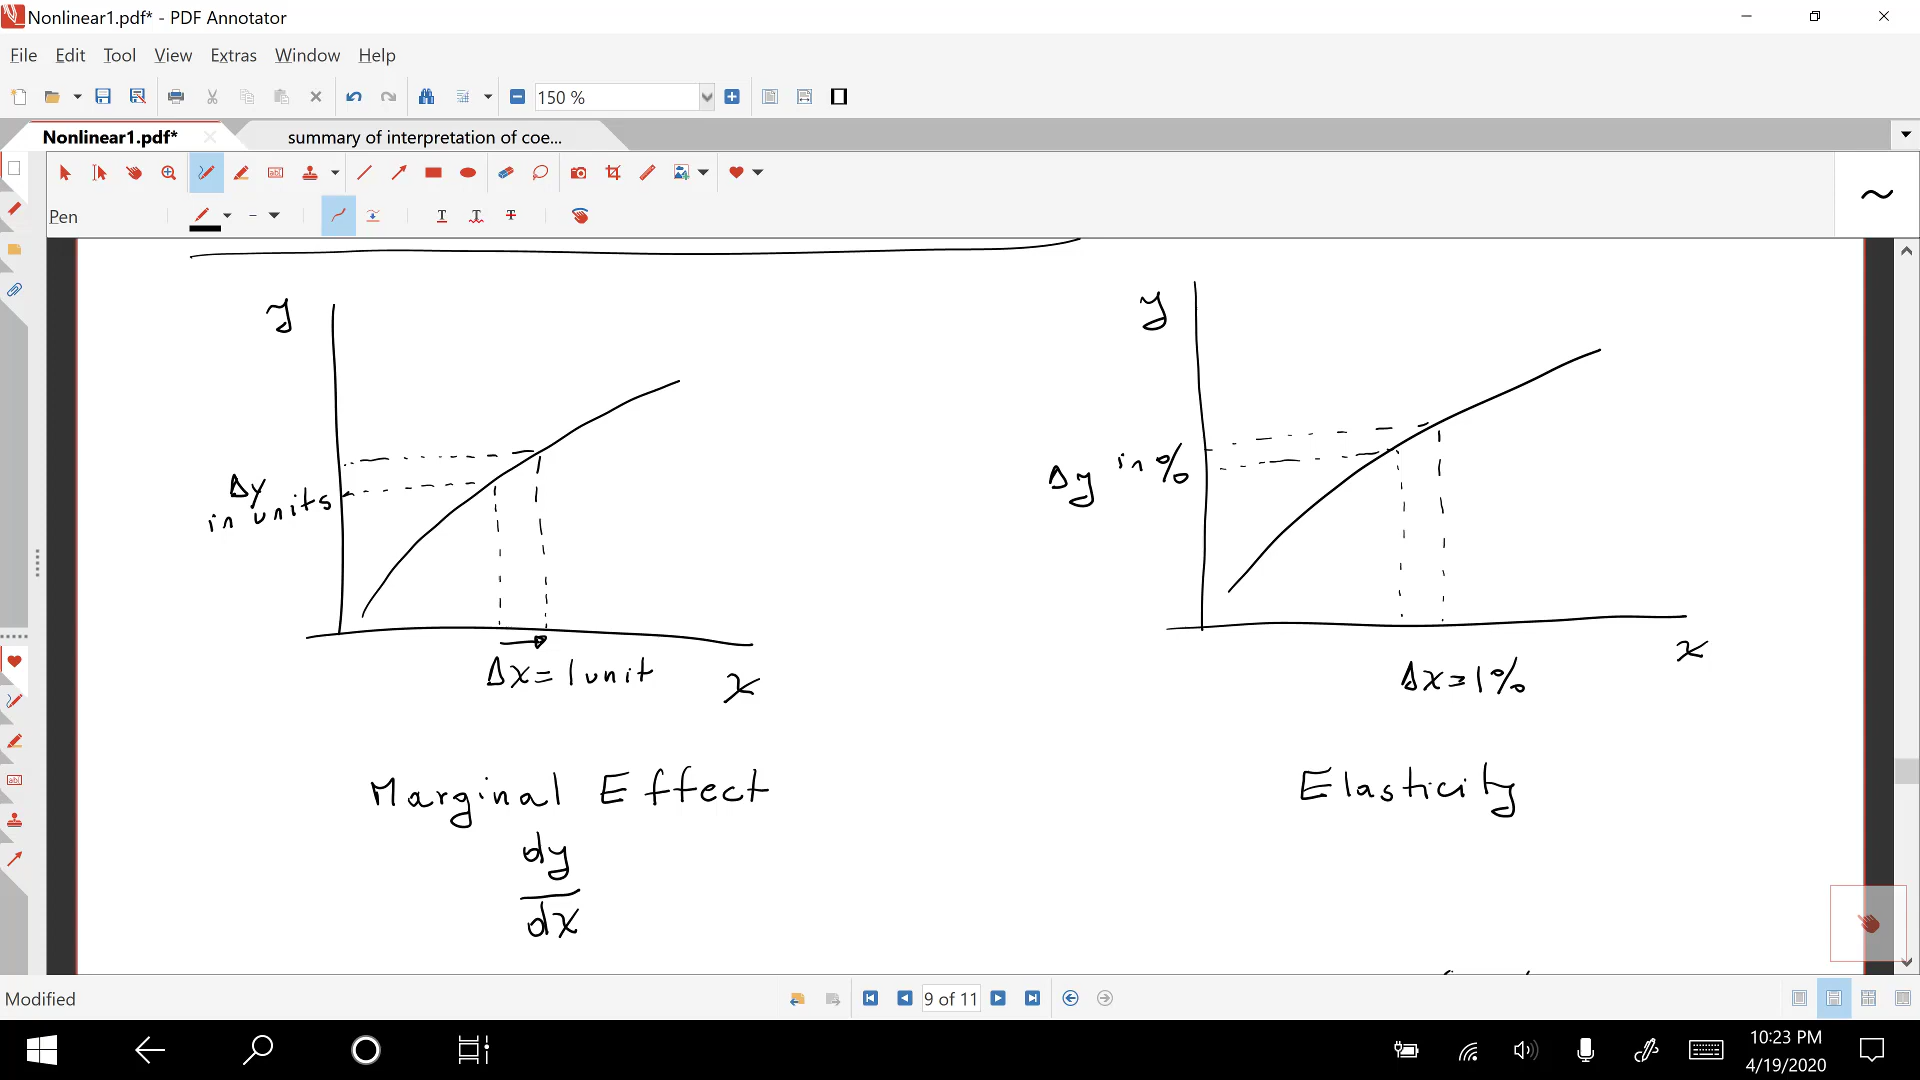 Nonlinear1.pdf* - PDF Annotator
File Edit Tool View Extras Window Help
150 %
Nonlinear1.pdf*
summary of interpretation of coe...
Pen
y
Δy
in units
Δx = 1 unit
x
Marginal Effect
dy
dx
y
Δy in %
Δx = 1%
x
Elasticity
Modified
9 of 11
10:23 PM
4/19/2020